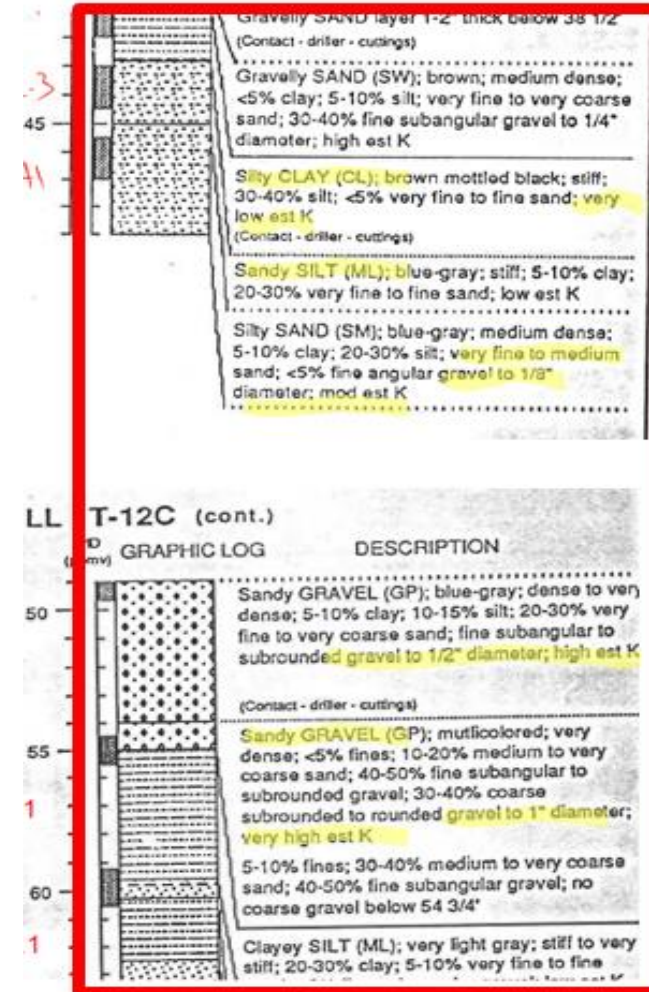 Gravelly SAND layer 1-2" thick below 38 1/2"
(Contact - driller - cuttings)
Gravelly SAND (SW); brown; medium dense;
<5% clay; 5-10% silt; very fine to very coarse
sand; 30-40% fine subangular gravel to 1/4"
diameter; high est K
45
Silty CLAY (CL); brown mottled black; stiff;
30-40% silt; <5% very fine to fine sand; very
low est K
(Contact - driller - cuttings)
Sandy SILT (ML); blue-gray; stiff; 5-10% clay;
20-30% very fine to fine sand; low est K
Silty SAND (SM); blue-gray; medium dense;
5-10% clay; 20-30% silt; very fine to medium
sand; <5% fine angular gravel to 1/8"
diameter; mod est K
LL T-12C (cont.)
GRAPHIC LOG DESCRIPTION
Sandy GRAVEL (GP); blue-gray; dense to very
50
dense; 5-10% clay; 10-15% silt; 20-30% very
fine to very coarse sand; fine subangular to
subrounded gravel to 1/2" diameter; high est K
(Contact - driller - cuttings)
Sandy GRAVEL (GP); mutlicolored; very
55
dense; <5% fines; 10-20% medium to very
coarse sand; 40-50% fine subangular to
subrounded gravel; 30-40% coarse
1
subrounded to rounded gravel to 1" diameter;
very high est K
5-10% fines; 30-40% medium to very coarse
60
sand; 40-50% fine subangular gravel; no
coarse gravel below 54 3/4"
1
Clayey SILT (ML); very light gray; stiff to very
stiff; 20-30% clay; 5-10% very fine to fine